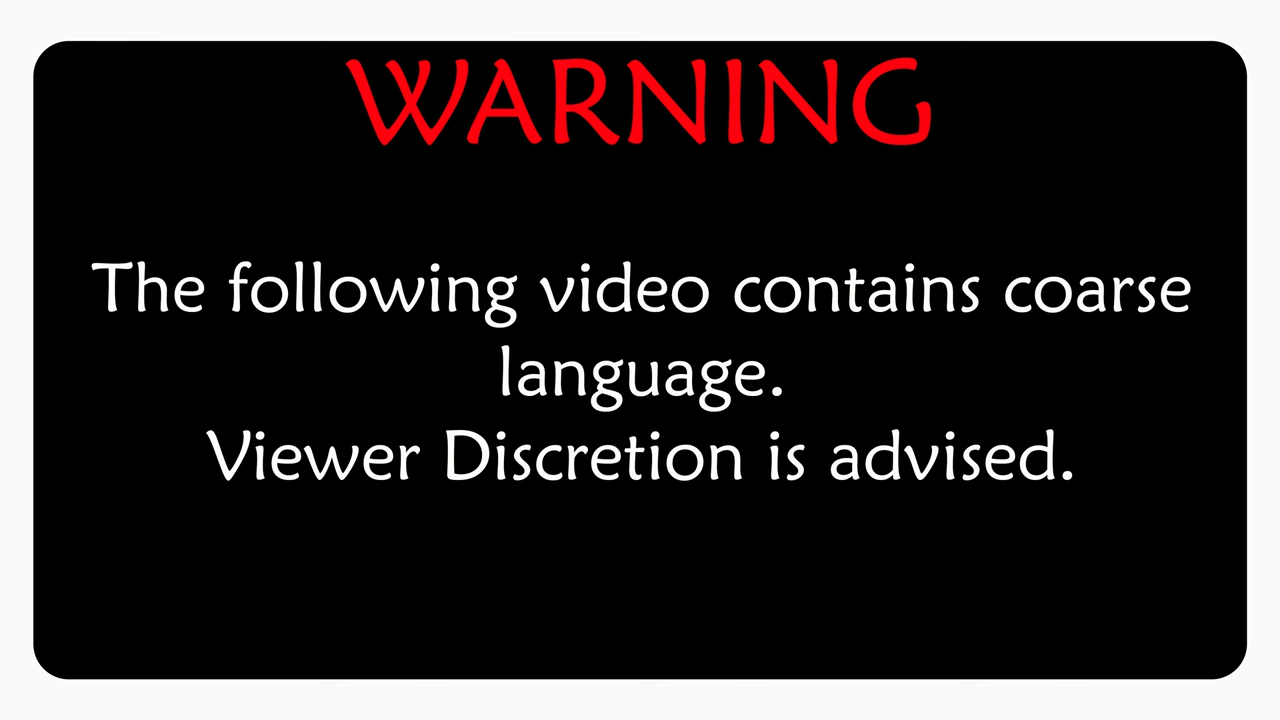 WARNING
The following video contains coarse
language.
Viewer Discretion is advised.